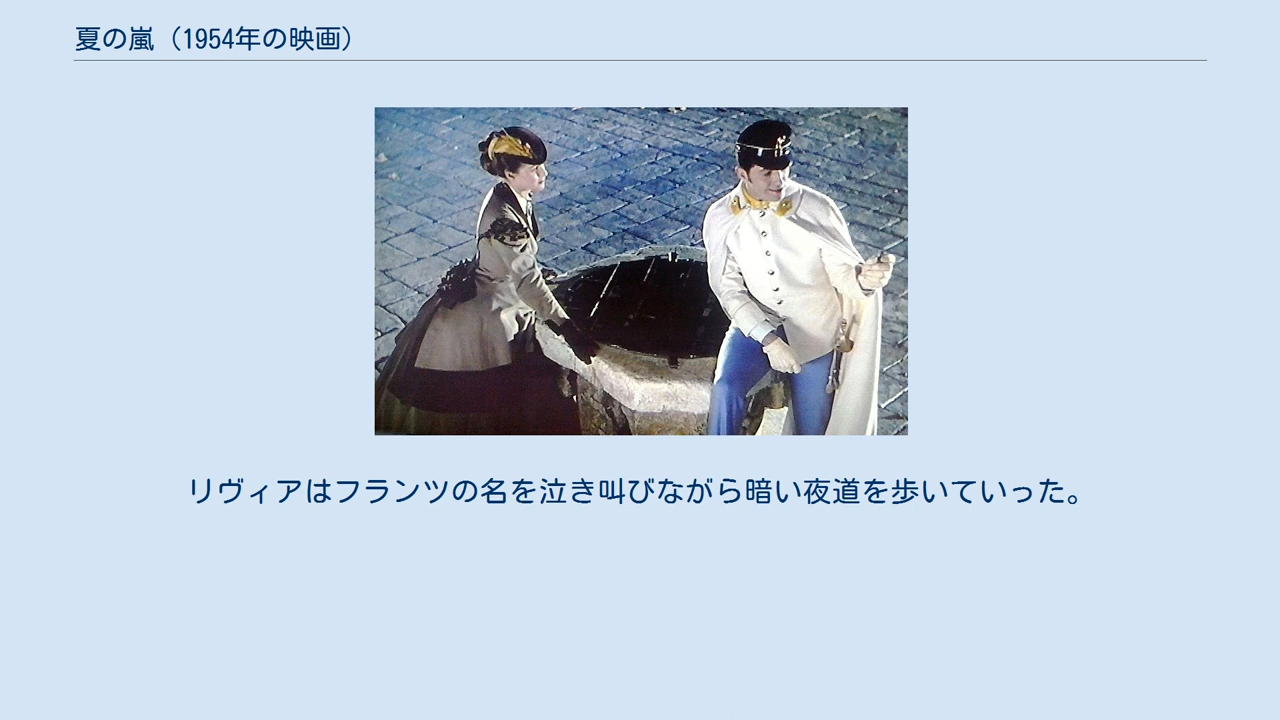 夏の嵐（1954年の映画）
リヴィアはフランツの名を泣き叫びながら暗い夜道を歩いていった。